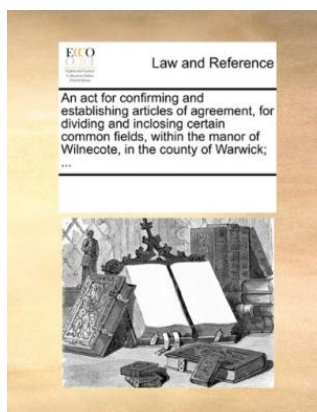 ECCO
Law and Reference
An act for confirming and
establishing articles of agreement, for
dividing and inclosing certain
common fields, within the manor of
Wilnecote, in the county of Warwick;
...